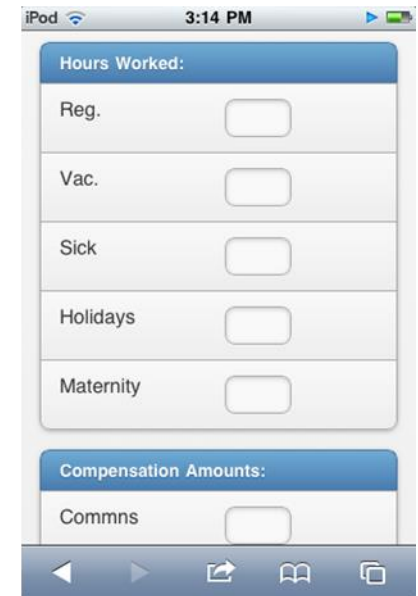 iPod 3:14 PM
Hours Worked:
Reg.
Vac.
Sick
Holidays
Maternity
Compensation Amounts:
Commns